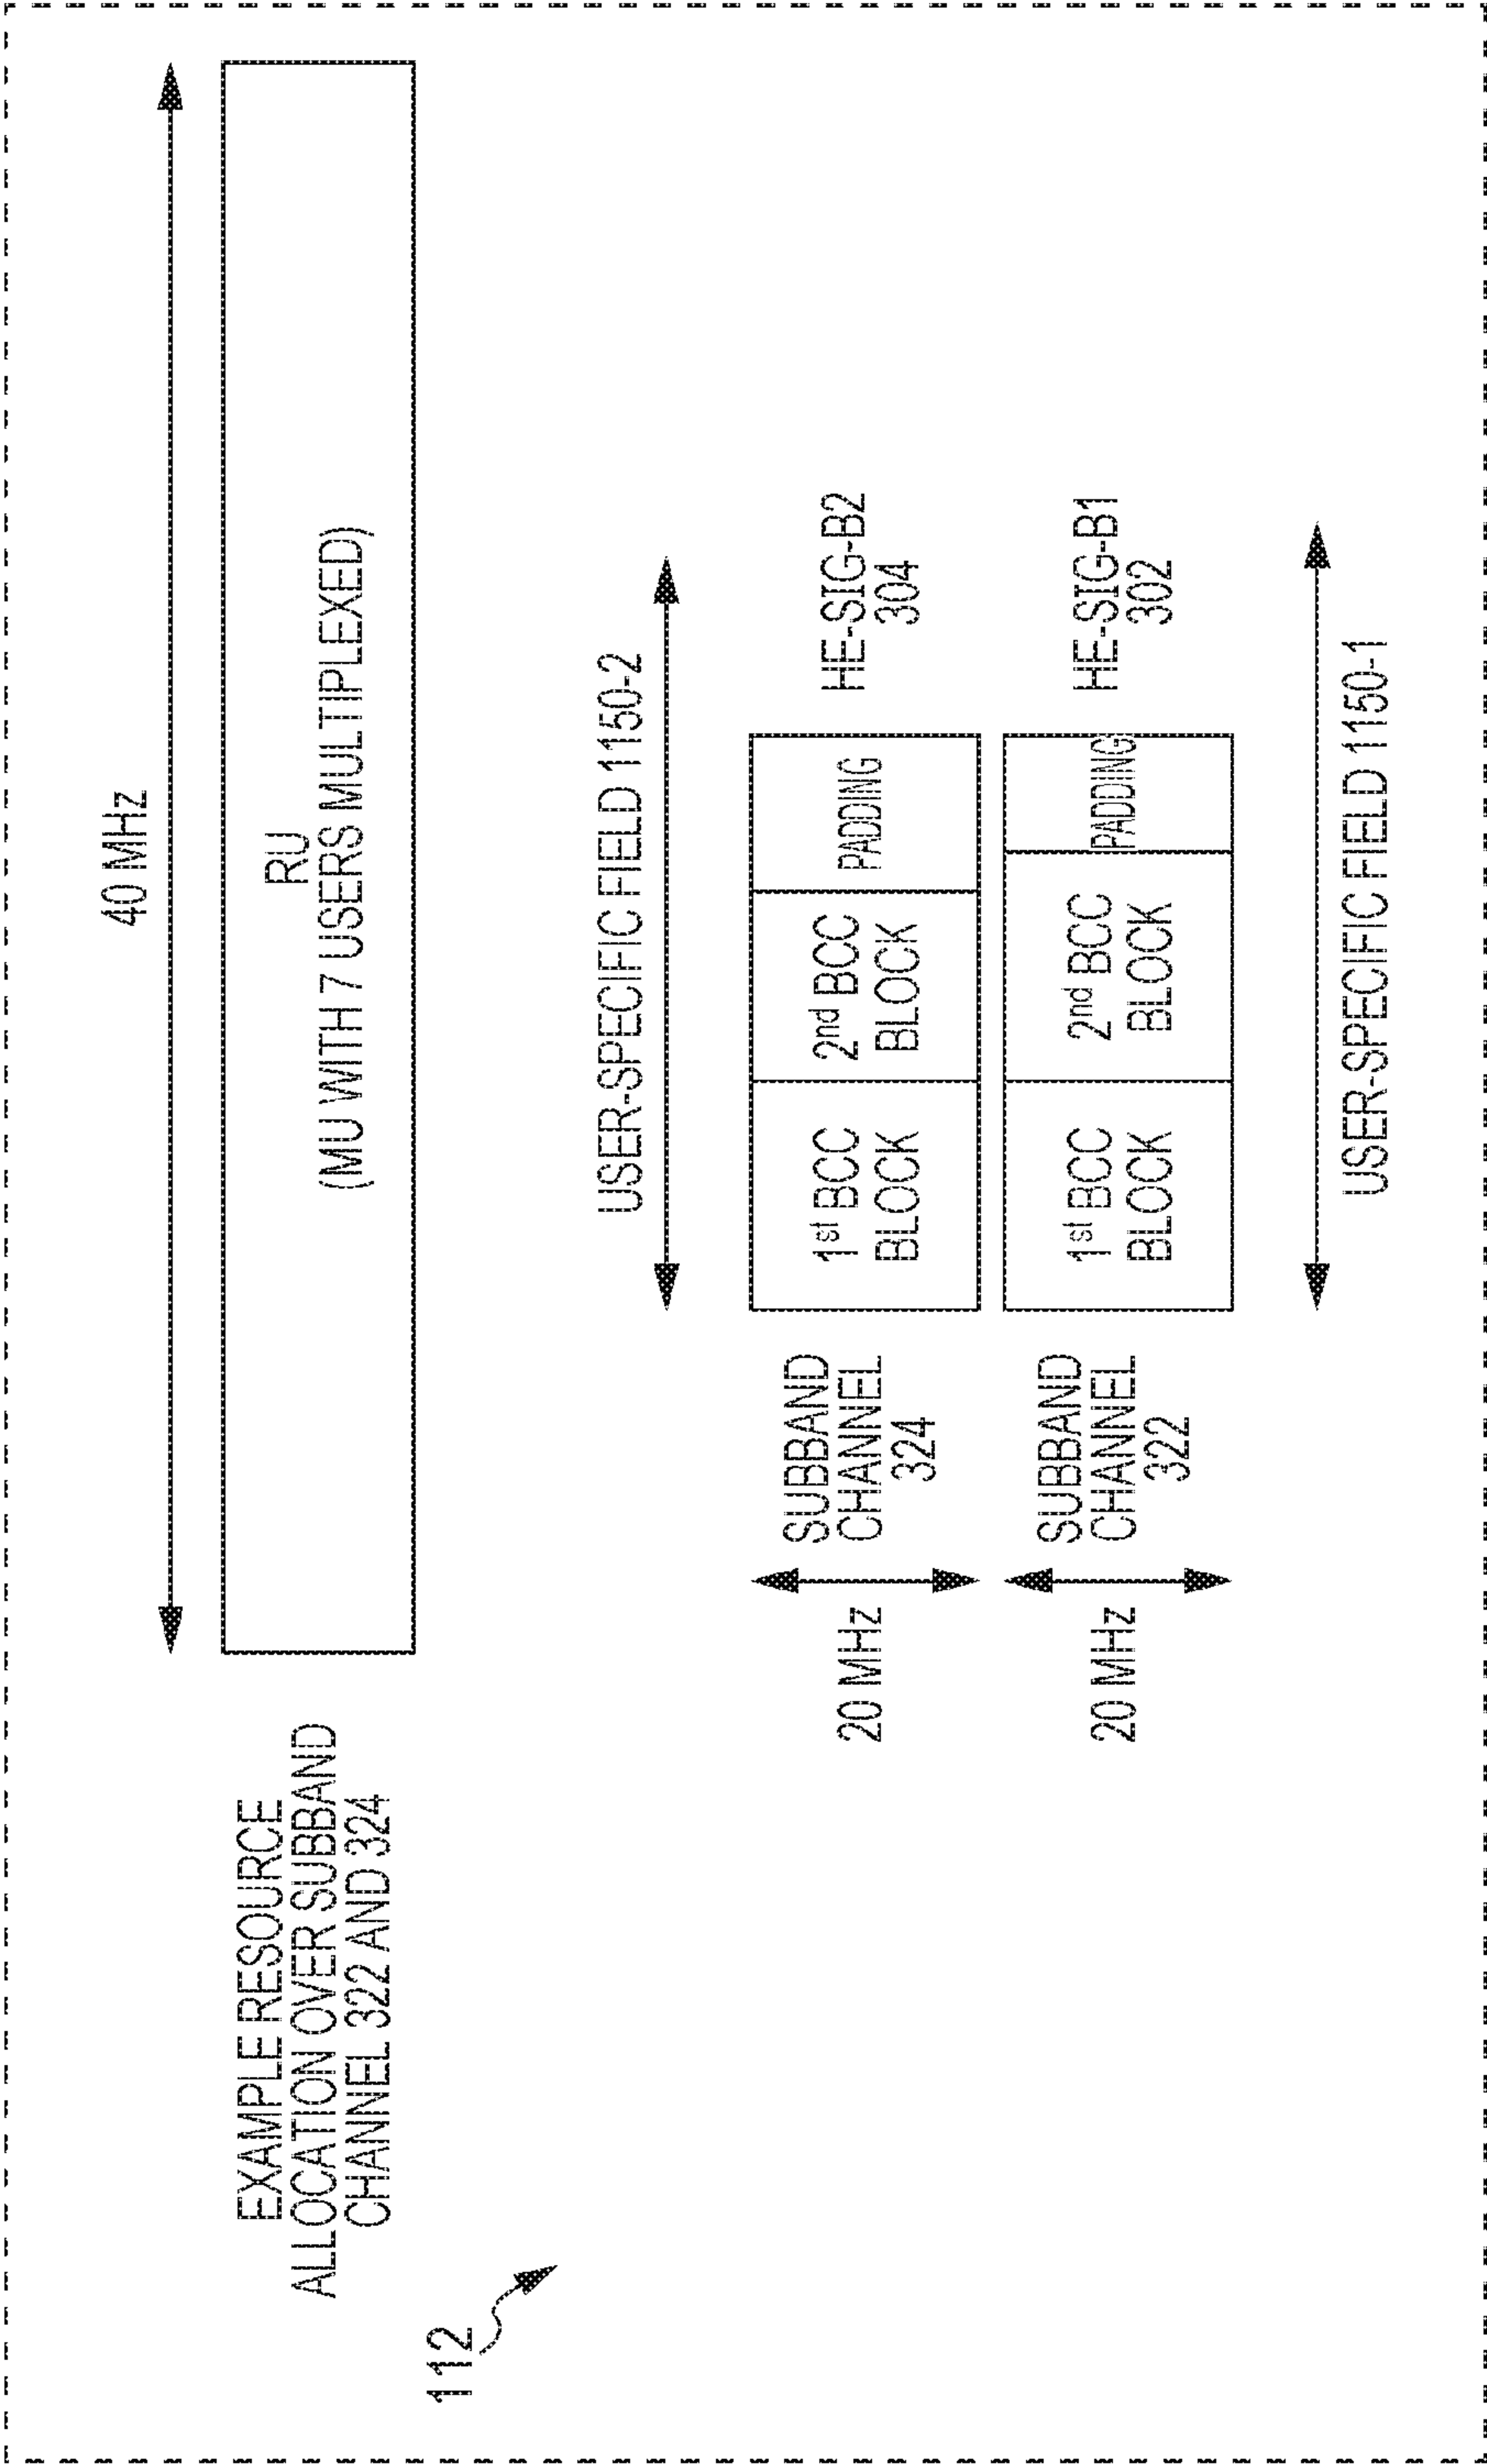 40 MHz
EXAMPLE RESOURCE
ALLOCATION OVER SUBBAND
CHANNEL 322 AND 324
RU
(MU WITH 7 USERS MULTIPLEXED)
112
USER-SPECIFIC FIELD 1150-2
20 MHz
SUBBAND
CHANNEL
324
1st BCC
BLOCK
2nd BCC
BLOCK
PADDING
HE-SIG-B2
304
20 MHz
SUBBAND
CHANNEL
322
1st BCC
BLOCK
2nd BCC
BLOCK
PADDING
HE-SIG-B1
302
USER-SPECIFIC FIELD 1150-1